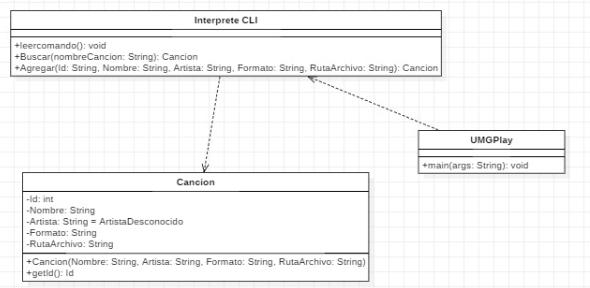 Interprete CLI
+leercomando(): void
+Buscar(nombreCancion: String): Cancion
+Agregar(Id: String, Nombre: String, Artista: String, Formato: String, RutaArchivo: String): Cancion
UMGPlay
+main(args: String): void
Cancion
-Id: int
-Nombre: String
-Artista: String = ArtistaDesconocido
-Formato: String
-RutaArchivo: String
+Cancion(Nombre: String, Artista: String, Formato: String, RutaArchivo: String)
+getId(): Id